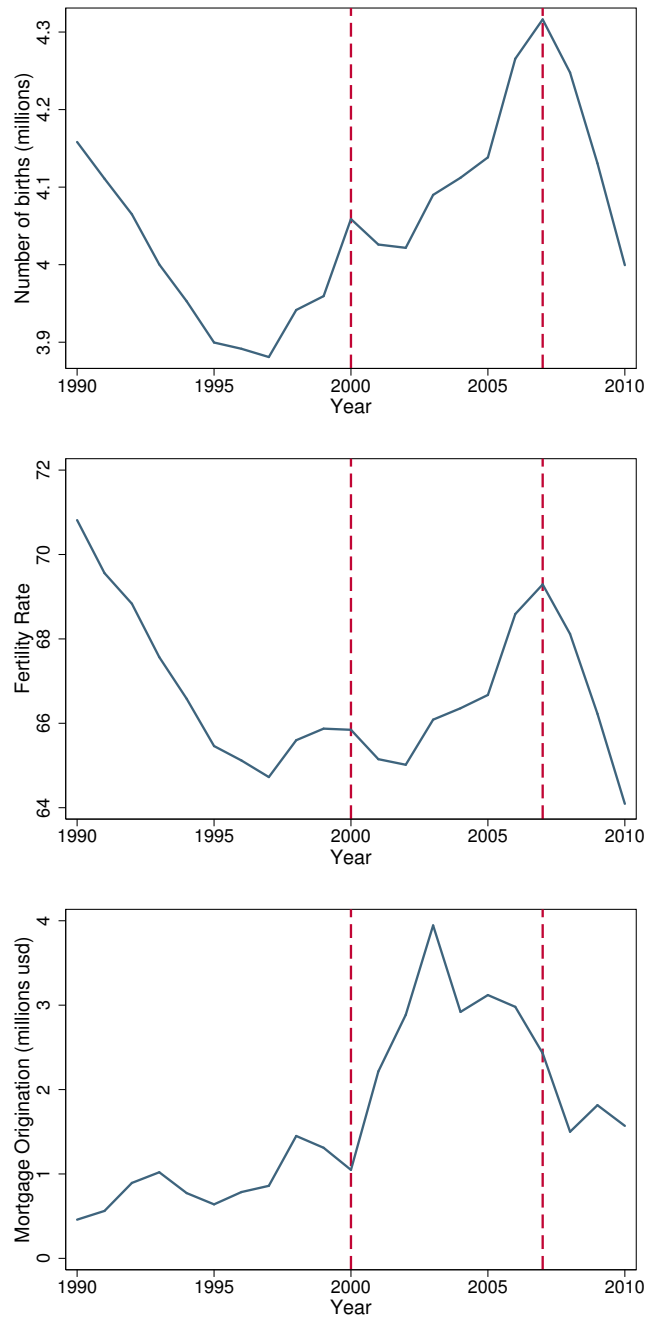 Number of births (millions)
4.3
4.2
4.1
4
3.9
1990 1995 2000 2005 2010
Year
Fertility Rate
72
70
68
66
64
1990 1995 2000 2005 2010
Year
Mortgage Origination (millions usd)
4
3
2
1
0
1990 1995 2000 2005 2010
Year